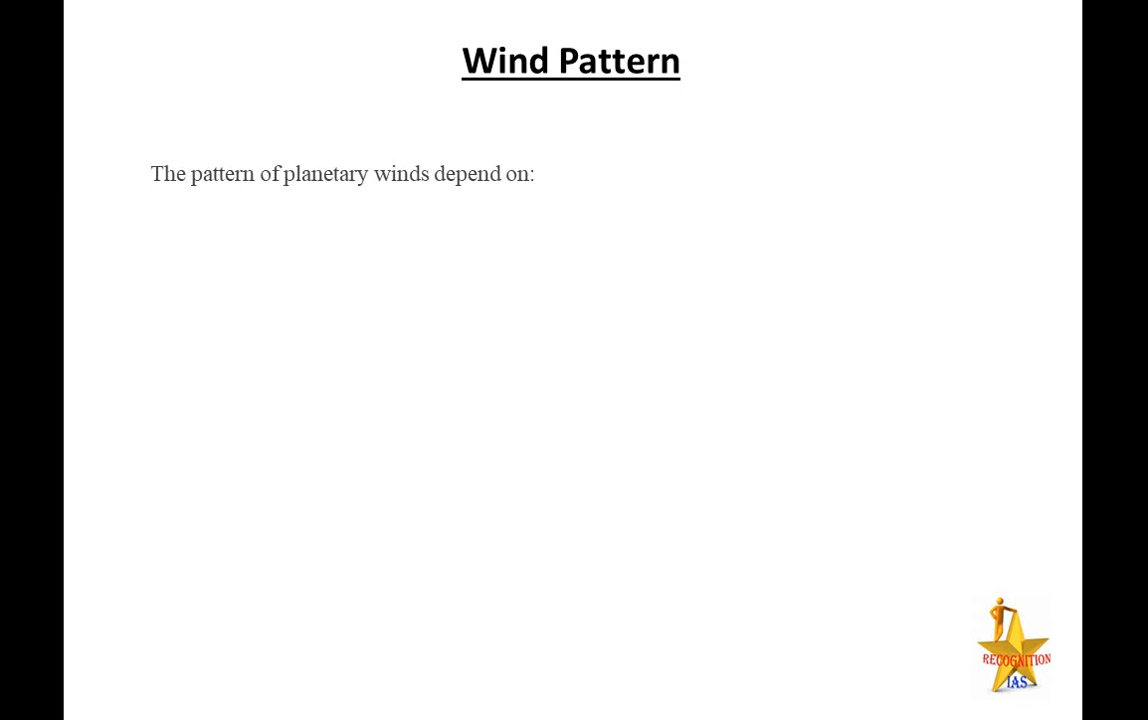 Wind Pattern
The pattern of planetary winds depend on:
RECOGNITION
IAS